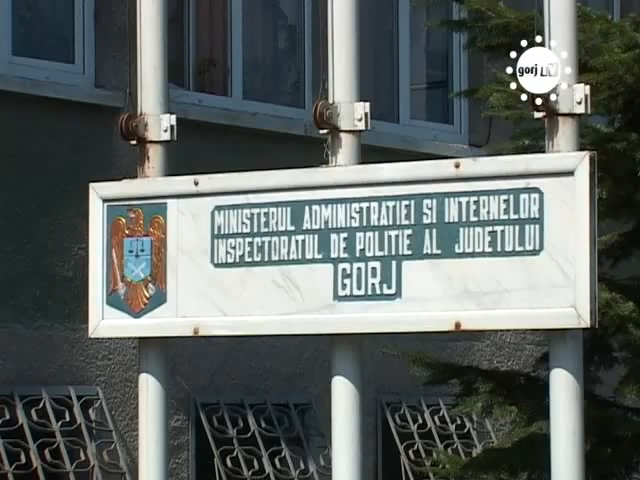 gorj TV
MINISTERUL ADMINISTRATIEI SI INTERNELOR
INSPECTORATUL DE POLITIE AL JUDETULUI
GORJ